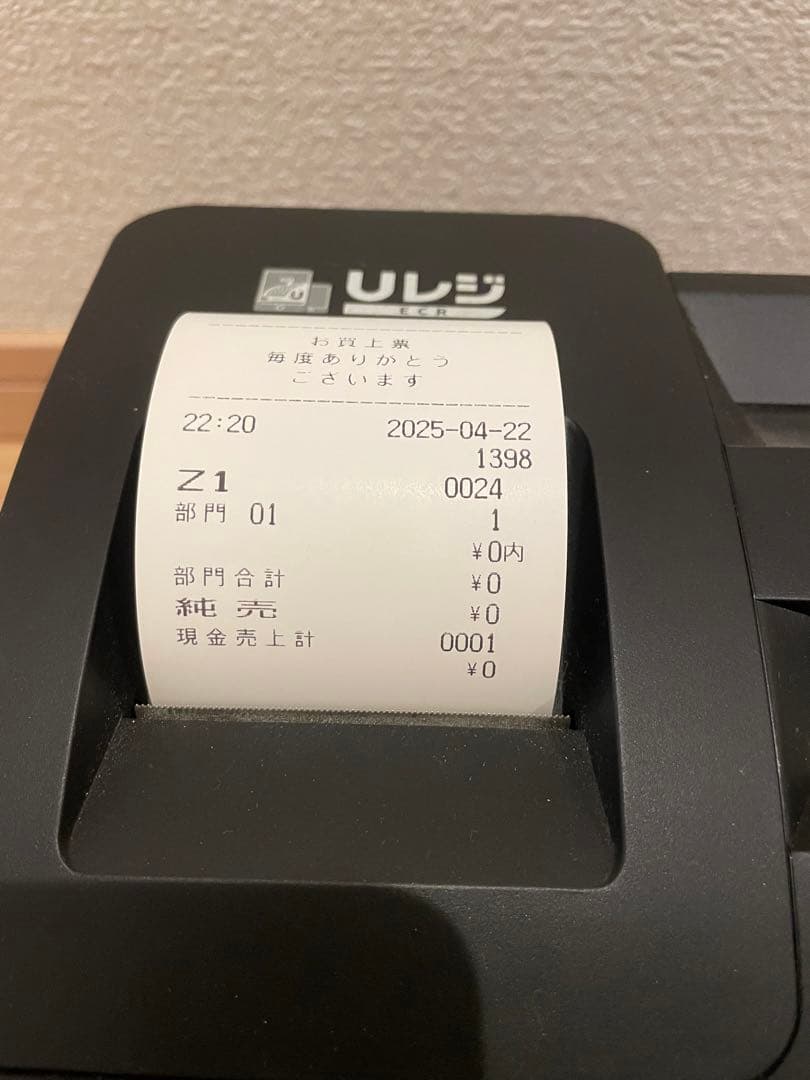 Uレジ
ECR
お買上票
毎度ありがとう
ございます
22:20 2025-04-22
1398
Z1 0024
部門 01 1
¥0内
部門合計 ¥0
純売 ¥0
現金売上計 0001
¥0